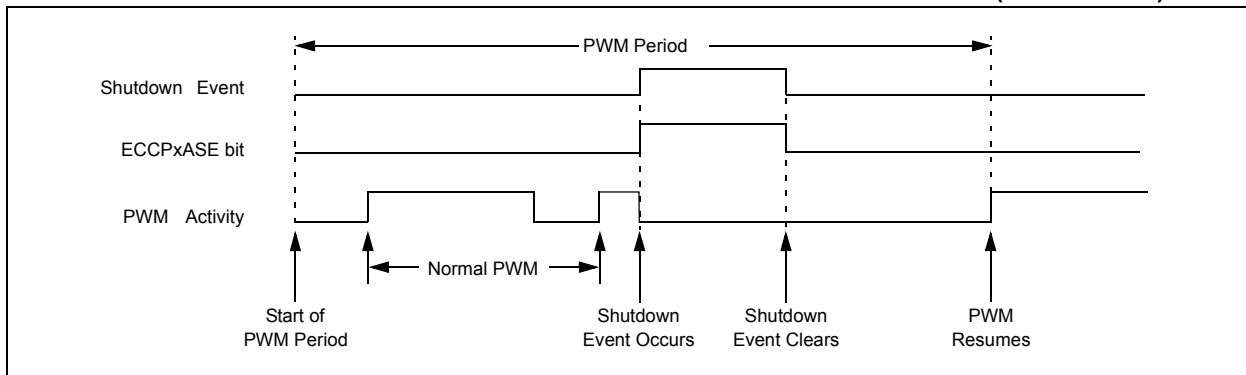 PWM Period
Shutdown Event
ECCPxASE bit
PWM Activity
Normal PWM
Start of
PWM Period
Shutdown
Event Occurs
Shutdown
Event Clears
PWM
Resumes